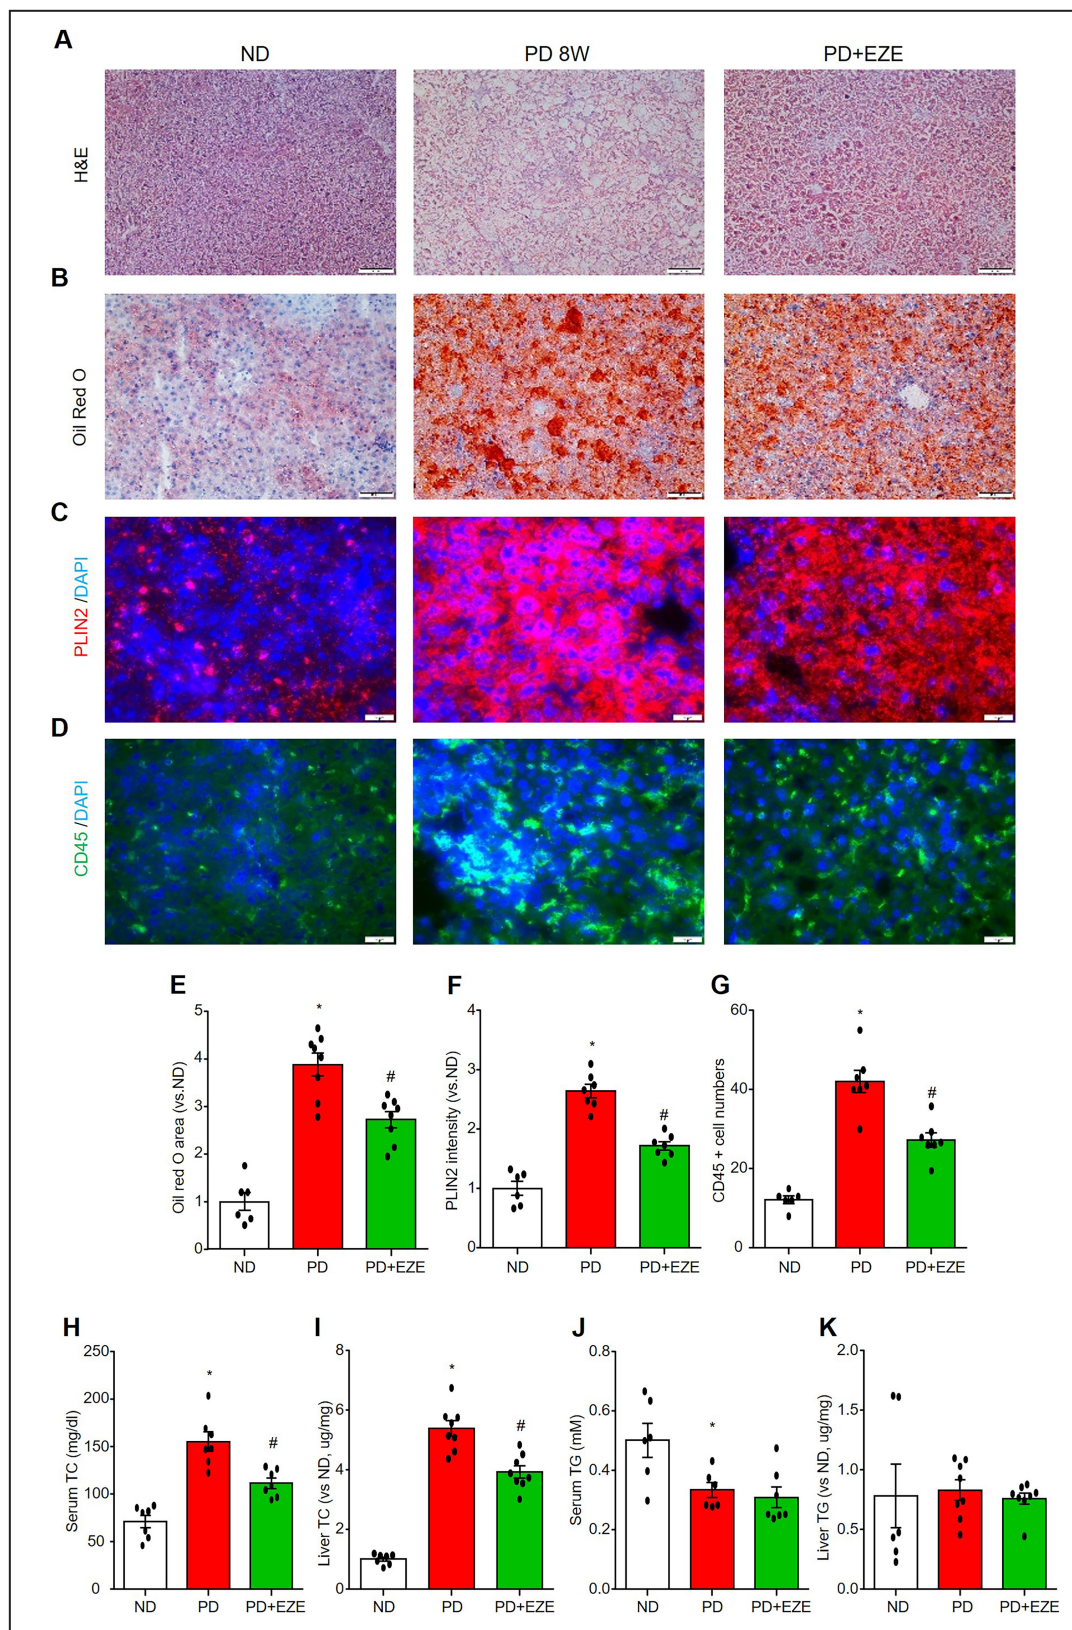 A
ND
PD 8W
PD+EZE
H&E
B
Oil Red O
C
PLIN2 /DAPI
D
CD45 /DAPI
E
Oil red O area (vs.ND)
5
4
3
2
1
0
*
#
ND
PD
PD+EZE
F
PLIN2 intensity (vs.ND)
4
3
2
1
0
*
#
ND
PD
PD+EZE
G
CD45 + cell numbers
60
40
20
0
*
#
ND
PD
PD+EZE
H
Serum TC (mg/dl)
250
200
150
100
50
0
*
#
ND
PD
PD+EZE
I
Liver TC (vs ND, ug/mg)
8
6
4
2
0
*
#
ND
PD
PD+EZE
J
Serum TG (mM)
0.8
0.6
0.4
0.2
0.0
*
ND
PD
PD+EZE
K
Liver TG (vs ND, ug/mg)
2.0
1.5
1.0
0.5
0.0
ND
PD
PD+EZE